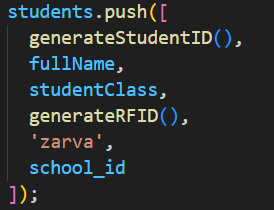 students.push([
  generateStudentID(),
  fullName,
  studentClass,
  generateRFID(),
  'zarva',
  school_id
]);